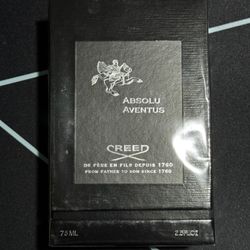 ABSOLU
AVENTUS
CREED
DE PÈRE EN FILS DEPUIS 1760
FROM FATHER TO SON SINCE 1760
75 ML
2.5 FL.OZ